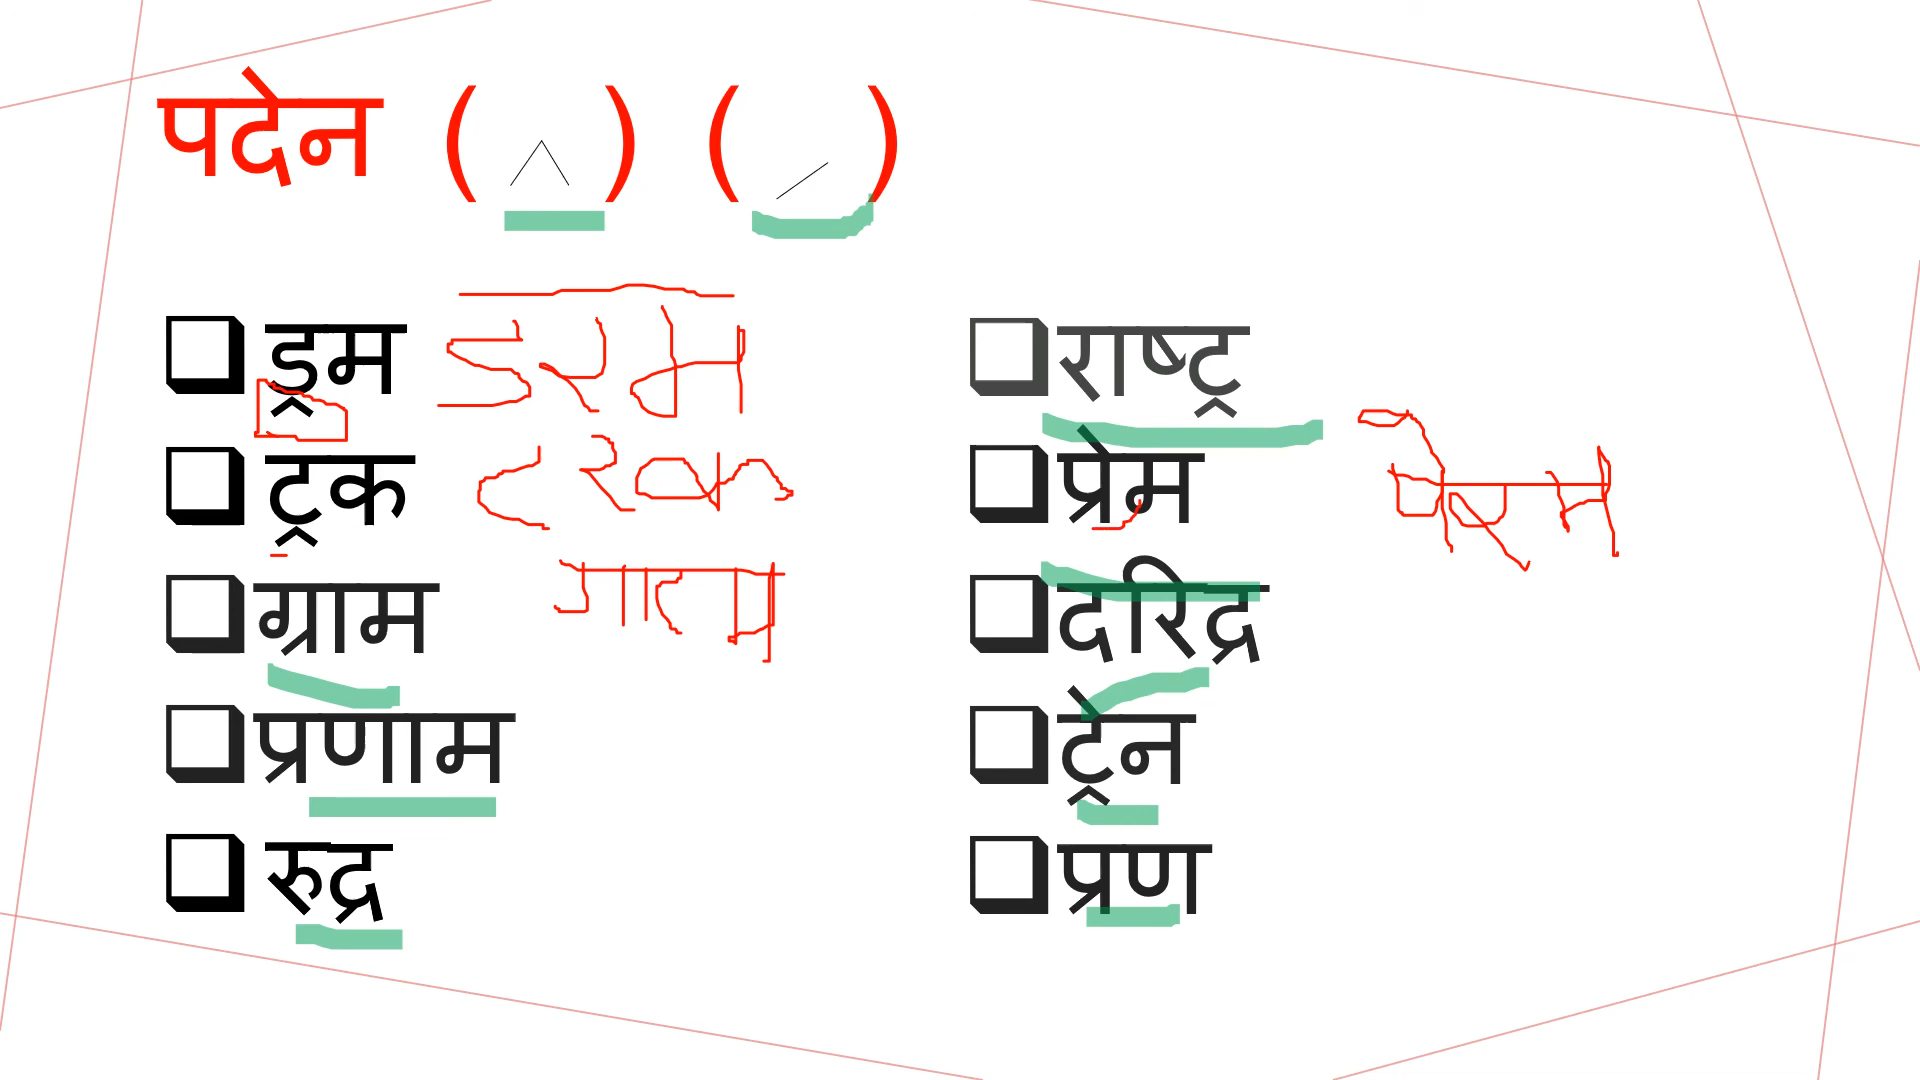 पदेन ( ^ ) ( ⸝ )
ड्रम
ट्रक
ग्राम
प्रणाम
रुद्र
राष्ट्र
प्रेम
दरिद्र
ट्रेन
प्रण